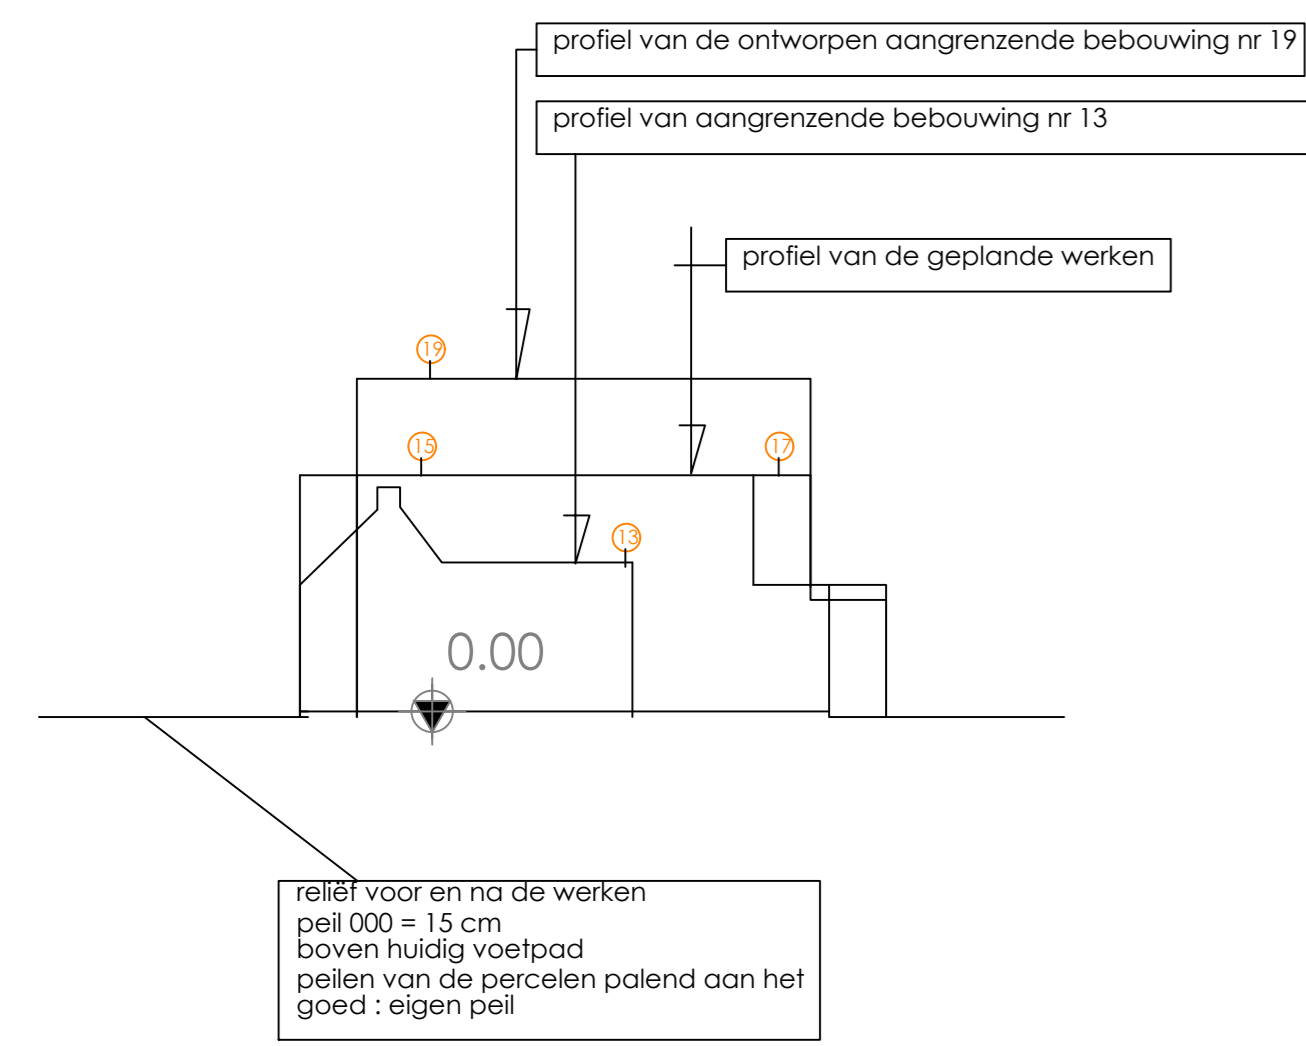 profiel van de ontworpen aangrenzende bebouwing nr 19
profiel van aangrenzende bebouwing nr 13
profiel van de geplande werken
19
15
17
13
0.00
reliëf voor en na de werken
peil 000 = 15 cm
boven huidig voetpad
peilen van de percelen palend aan het
goed : eigen peil